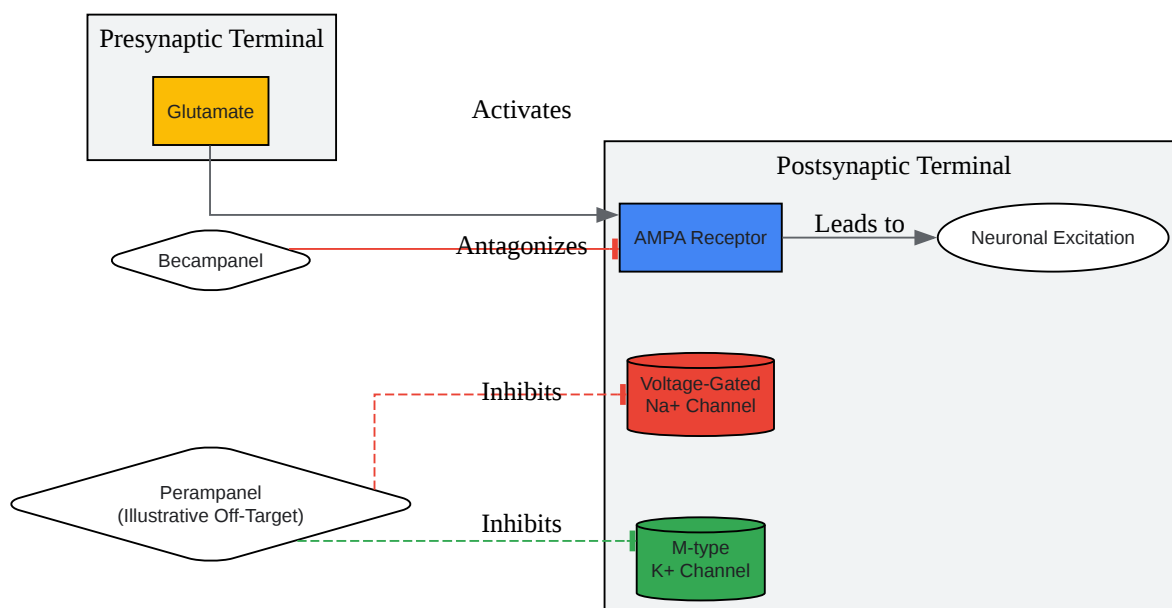 Presynaptic Terminal
Glutamate
Activates
Postsynaptic Terminal
AMPA Receptor
Leads to
Neuronal Excitation
Becampanel
Antagonizes
Inhibits
Voltage-Gated
Na+ Channel
Perampanel
(Illustrative Off-Target)
Inhibits
M-type
K+ Channel